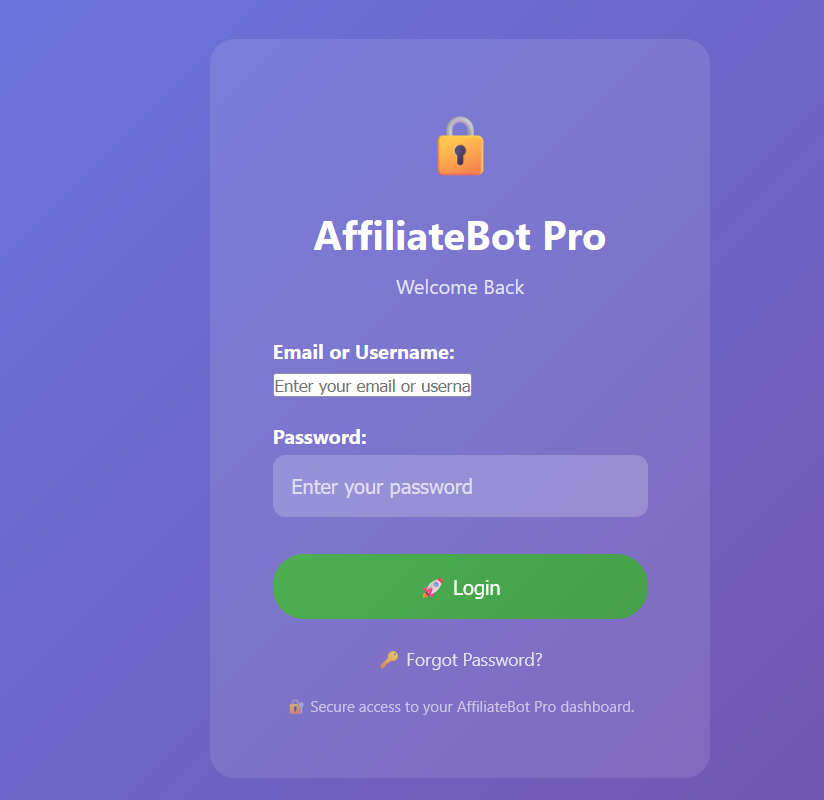 AffiliateBot Pro
Welcome Back
Email or Username:
Enter your email or userna
Password:
Enter your password
🚀 Login
🔑 Forgot Password?
🔐 Secure access to your AffiliateBot Pro dashboard.